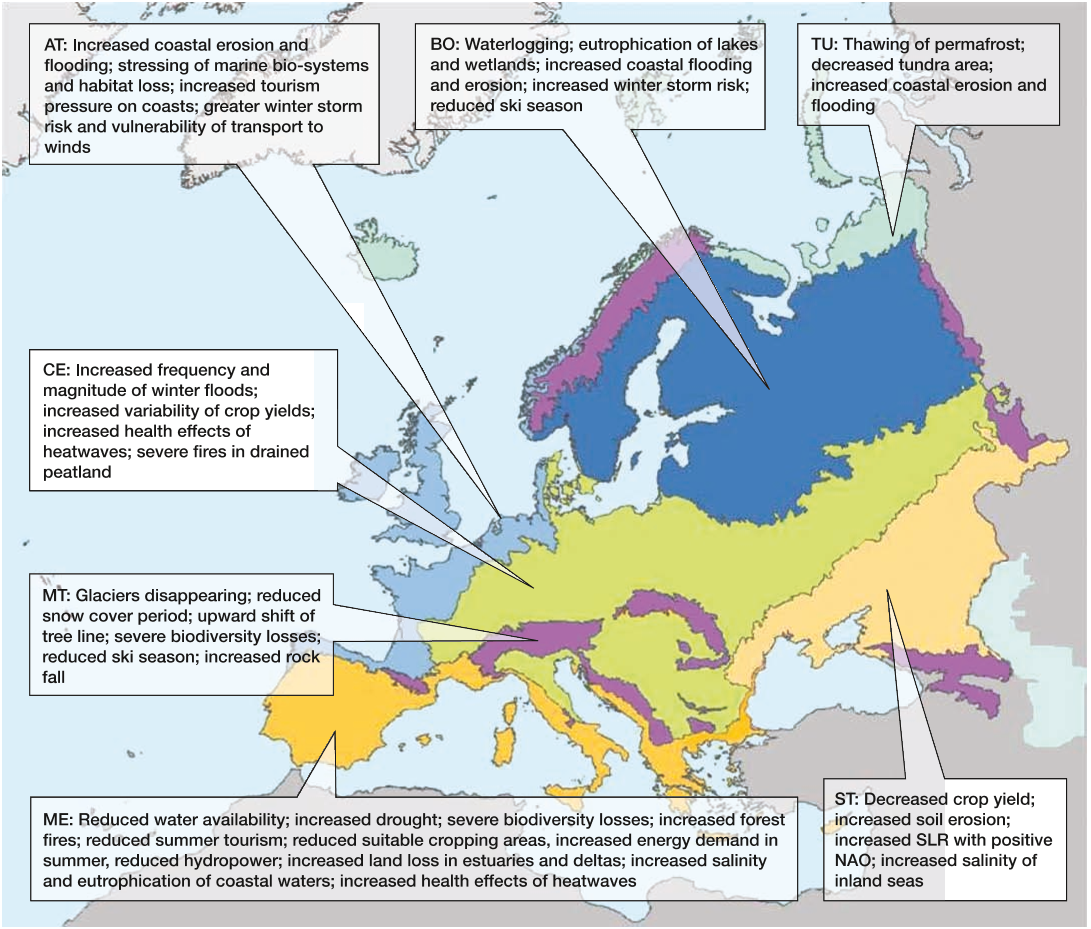 AT: Increased coastal erosion and
flooding; stressing of marine bio-systems
and habitat loss; increased tourism
pressure on coasts; greater winter storm
risk and vulnerability of transport to
winds
BO: Waterlogging; eutrophication of lakes
and wetlands; increased coastal flooding
and erosion; increased winter storm risk;
reduced ski season
TU: Thawing of permafrost;
decreased tundra area;
increased coastal erosion and
flooding
CE: Increased frequency and
magnitude of winter floods;
increased variability of crop yields;
increased health effects of
heatwaves; severe fires in drained
peatland
MT: Glaciers disappearing; reduced
snow cover period; upward shift of
tree line; severe biodiversity losses;
reduced ski season; increased rock
fall
ME: Reduced water availability; increased drought; severe biodiversity losses; increased forest
fires; reduced summer tourism; reduced suitable cropping areas, increased energy demand in
summer, reduced hydropower; increased land loss in estuaries and deltas; increased salinity
and eutrophication of coastal waters; increased health effects of heatwaves
ST: Decreased crop yield;
increased soil erosion;
increased SLR with positive
NAO; increased salinity of
inland seas